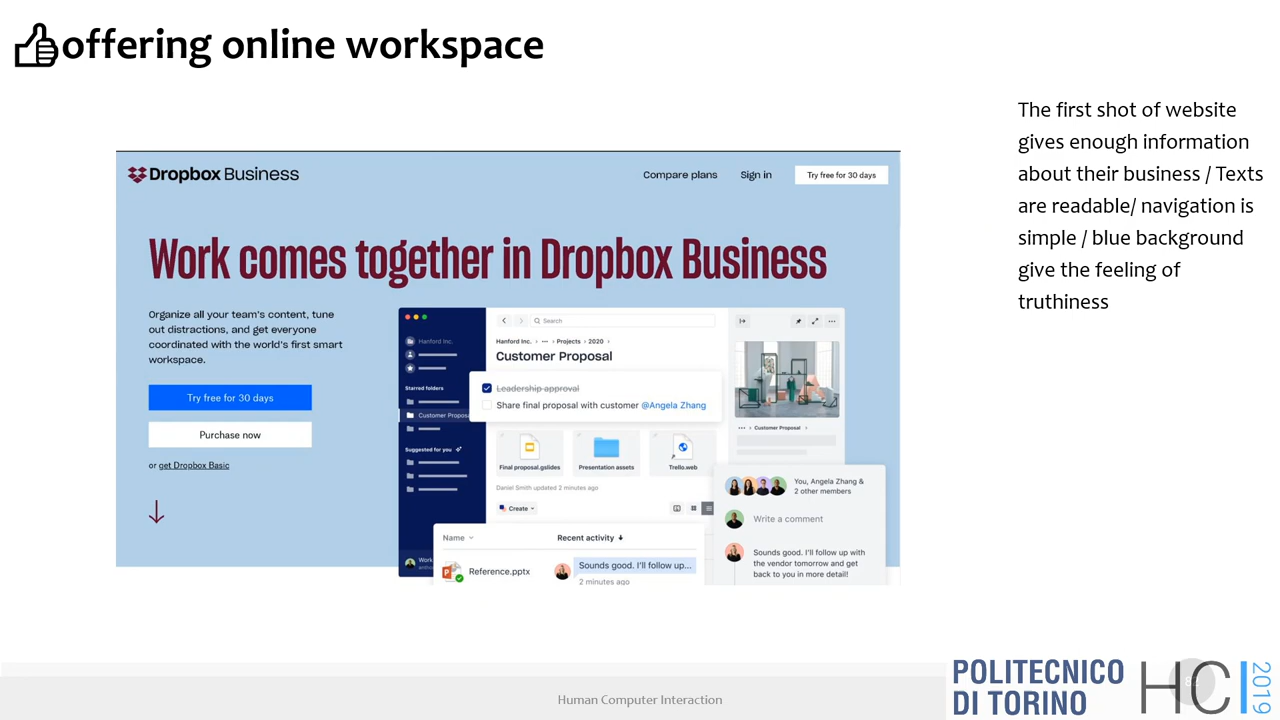 offering online workspace
The first shot of website
gives enough information
about their business / Texts
are readable/ navigation is
simple / blue background
give the feeling of
truthiness
Dropbox Business
Compare plans
Sign in
Try free for 30 days
Work comes together in Dropbox Business
Organize all your team's content, tune
out distractions, and get everyone
coordinated with the world's first smart
workspace.
Try free for 30 days
Purchase now
or get Dropbox Basic
Hanford Inc.
Starred folders
Customer Propos
Suggested for you
Work
Search
Hanford Inc. › ··· › Projects › 2020 ›
Customer Proposal
Leadership approval
Share final proposal with customer @Angela Zhang
Final proposal.gslides
Presentation assets
Trello.web
Daniel Smith updated 2 minutes ago
Create
Name
Recent activity
Reference.pptx
Sounds good. I'll follow up...
2 minutes ago
··· › Customer Proposal ›
You, Angela Zhang &
2 other members
Write a comment
Sounds good. I'll follow up with
the vendor tomorrow and get
back to you in more detail!
Human Computer Interaction
POLITECNICO
DI TORINO
HCI
2019